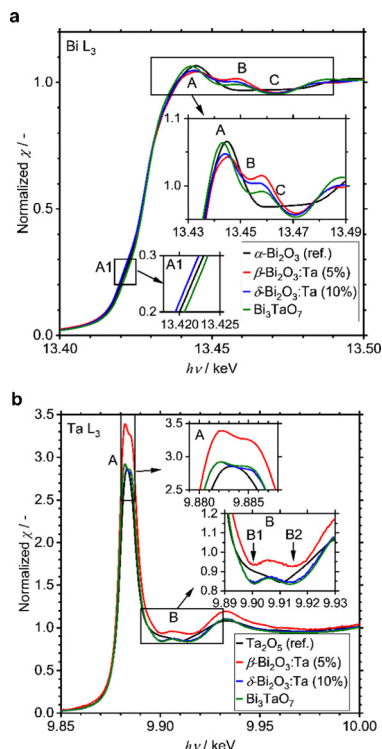 a
Bi L3
B
A
C
1.0
1.1
A
B
C
1.0
13.43
13.45
13.47
13.49
A1
0.3
A1
0.2
13.420
13.425
α-Bi2O3 (ref.)
β-Bi2O3:Ta (5%)
δ-Bi2O3:Ta (10%)
Bi3TaO7
0.5
0.0
Normalized χ / -
13.40
13.45
13.50
hν / keV
b
3.5
Ta L3
A
3.0
2.5
2.0
1.5
1.0
0.5
0.0
Normalized χ / -
3.5
A
3.0
2.5
9.880
9.885
1.2
B
1.1
B1
B2
1.0
0.9
0.8
9.89
9.90
9.91
9.92
9.93
B
Ta2O5 (ref.)
β-Bi2O3:Ta (5%)
δ-Bi2O3:Ta (10%)
Bi3TaO7
9.85
9.90
9.95
10.00
hν / keV